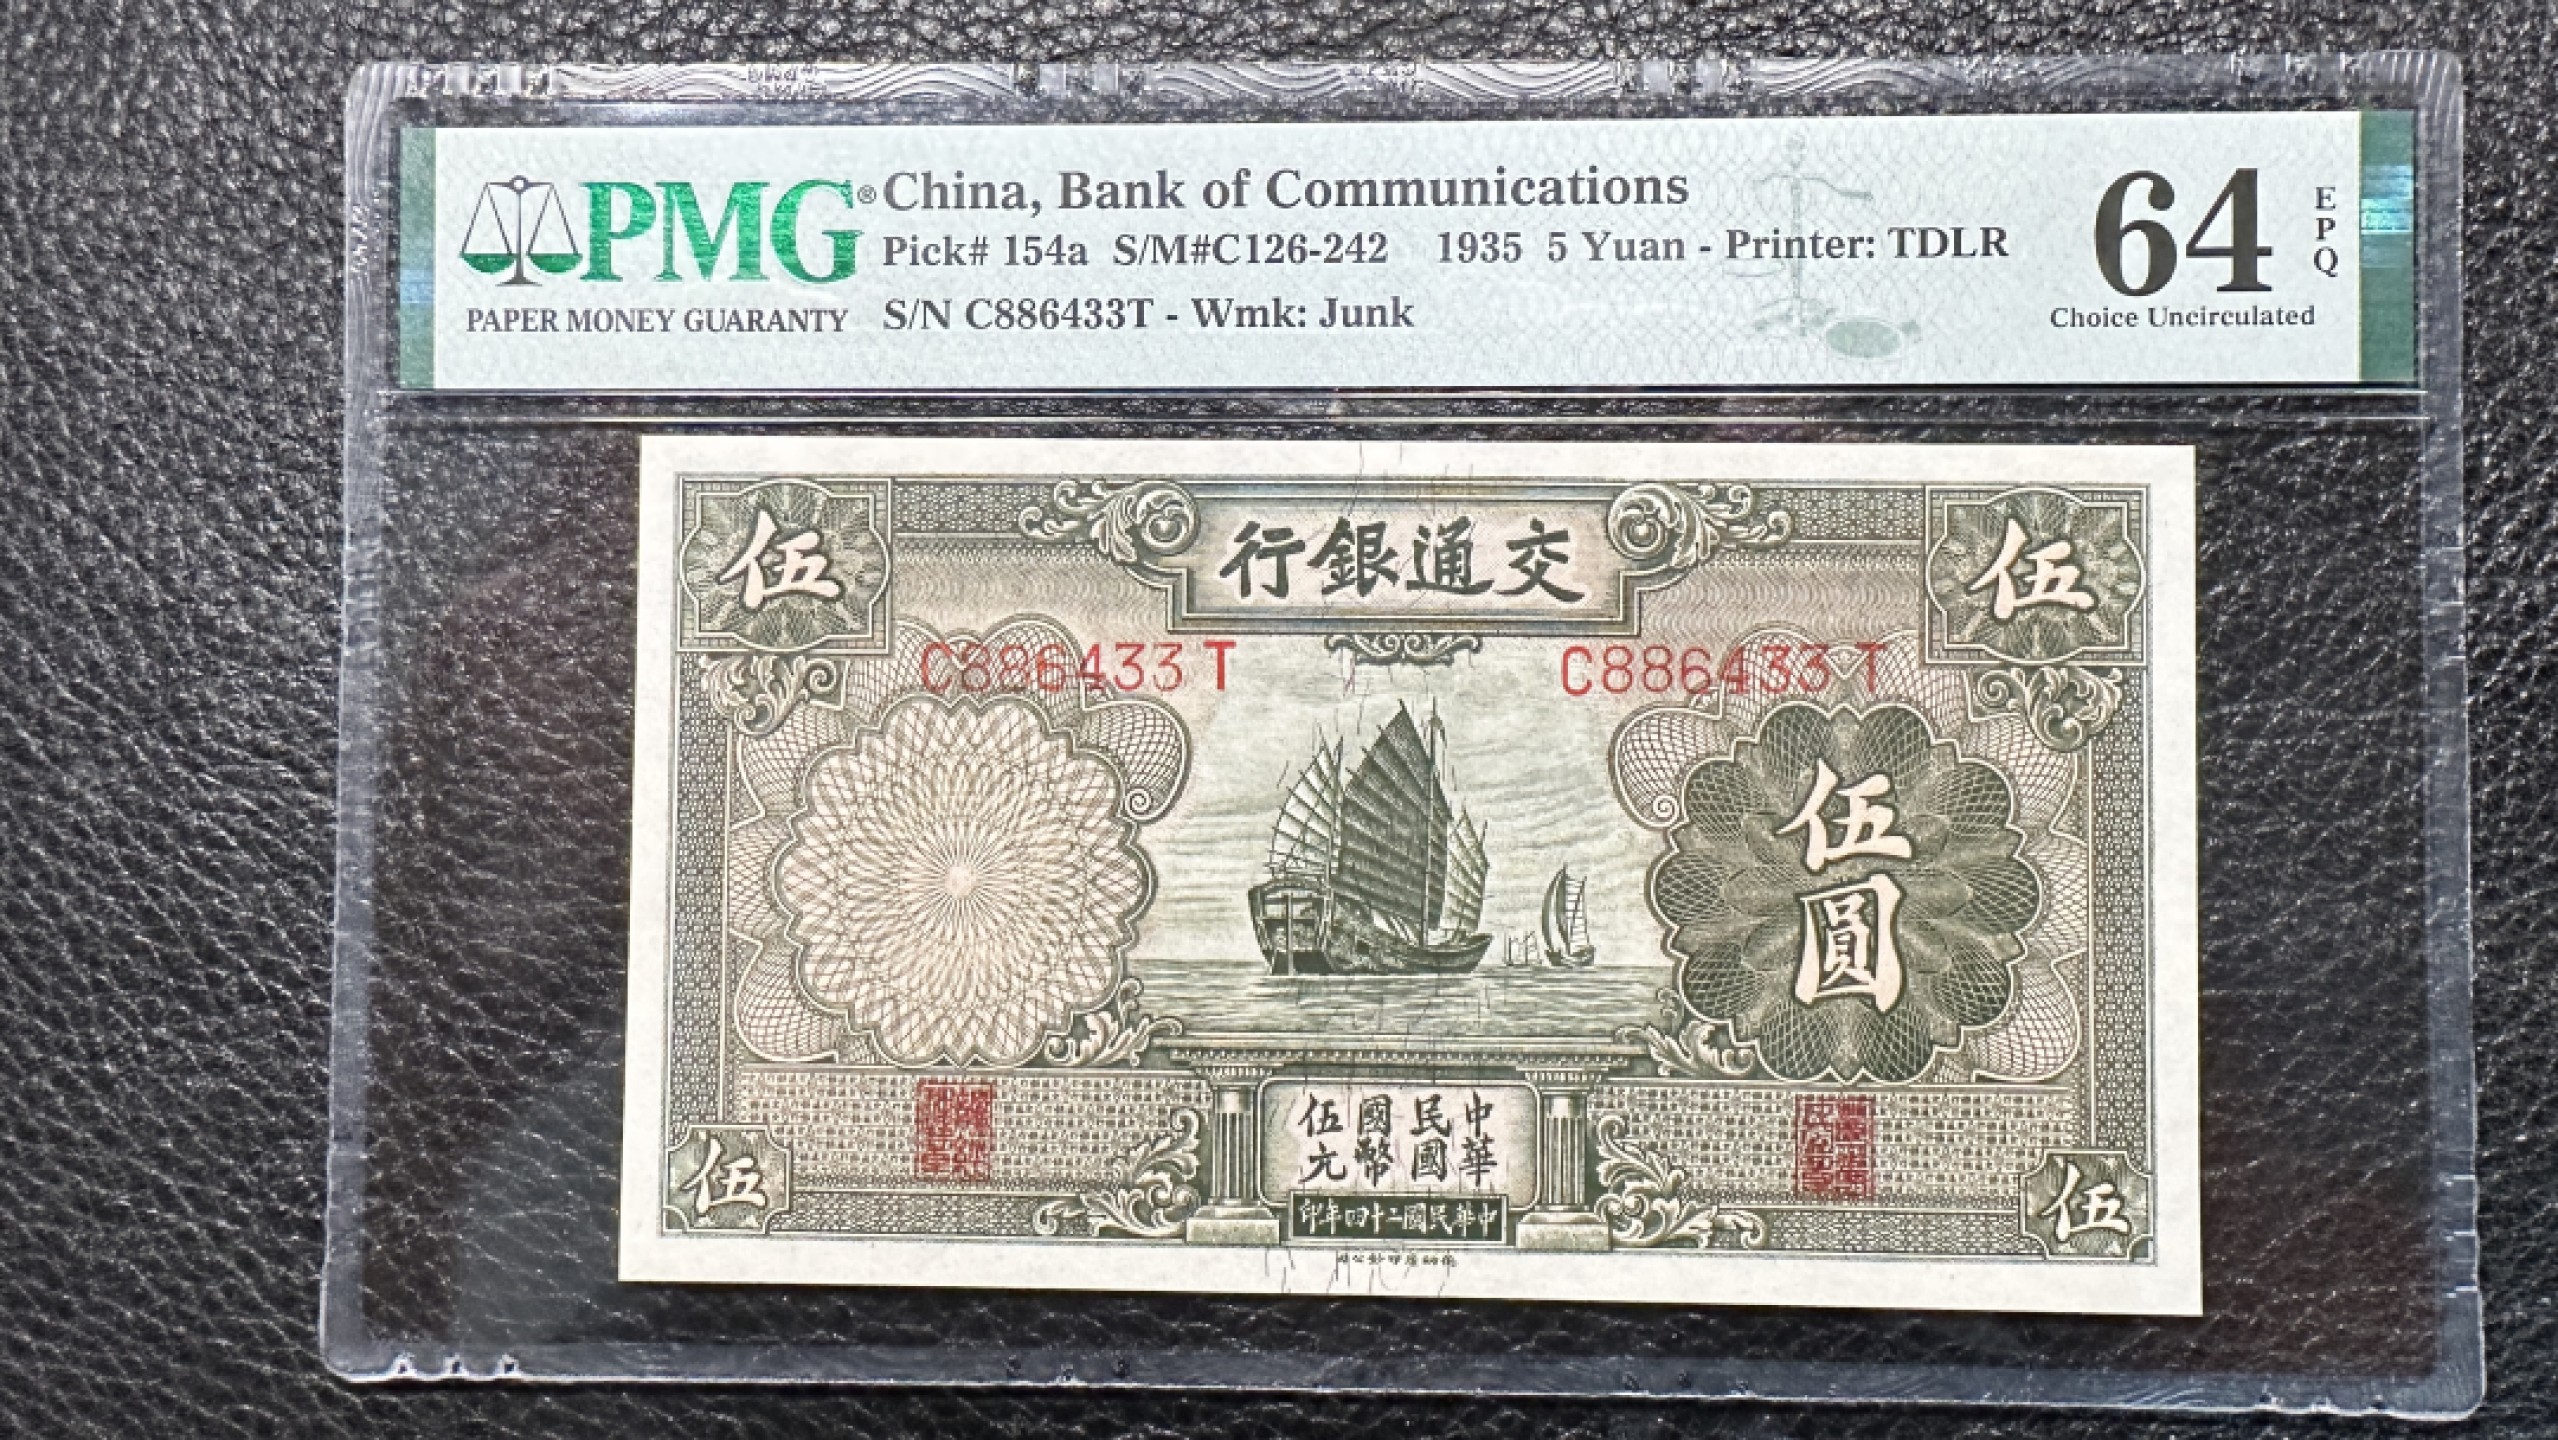 PMG® China, Bank of Communications
Pick# 154a S/M#C126-242 1935 5 Yuan - Printer: TDLR
PAPER MONEY GUARANTY S/N C886433T - Wmk: Junk
64 EPQ
Choice Uncirculated
伍 行銀通交 伍
C886433 T C886433 T
伍圓
中華民國國幣伍元
印年四十二國民華中
伍 伍